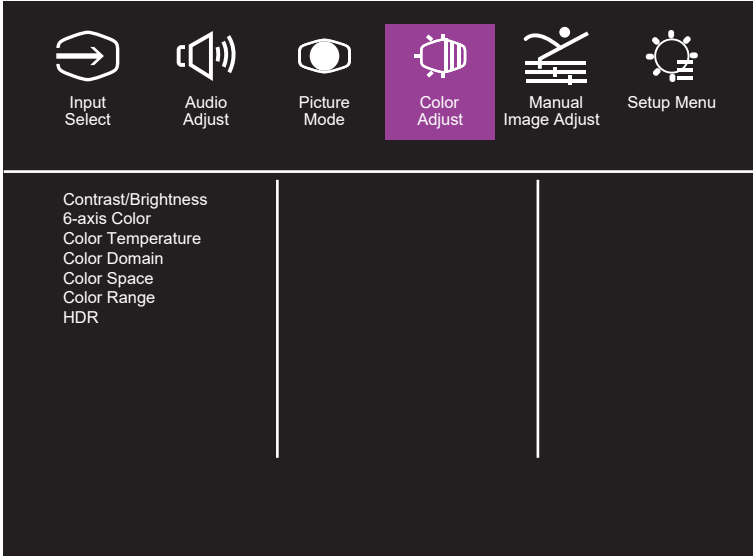 Input
Select
Audio
Adjust
Picture
Mode
Color
Adjust
Manual
Image Adjust
Setup Menu
Contrast/Brightness
6-axis Color
Color Temperature
Color Domain
Color Space
Color Range
HDR